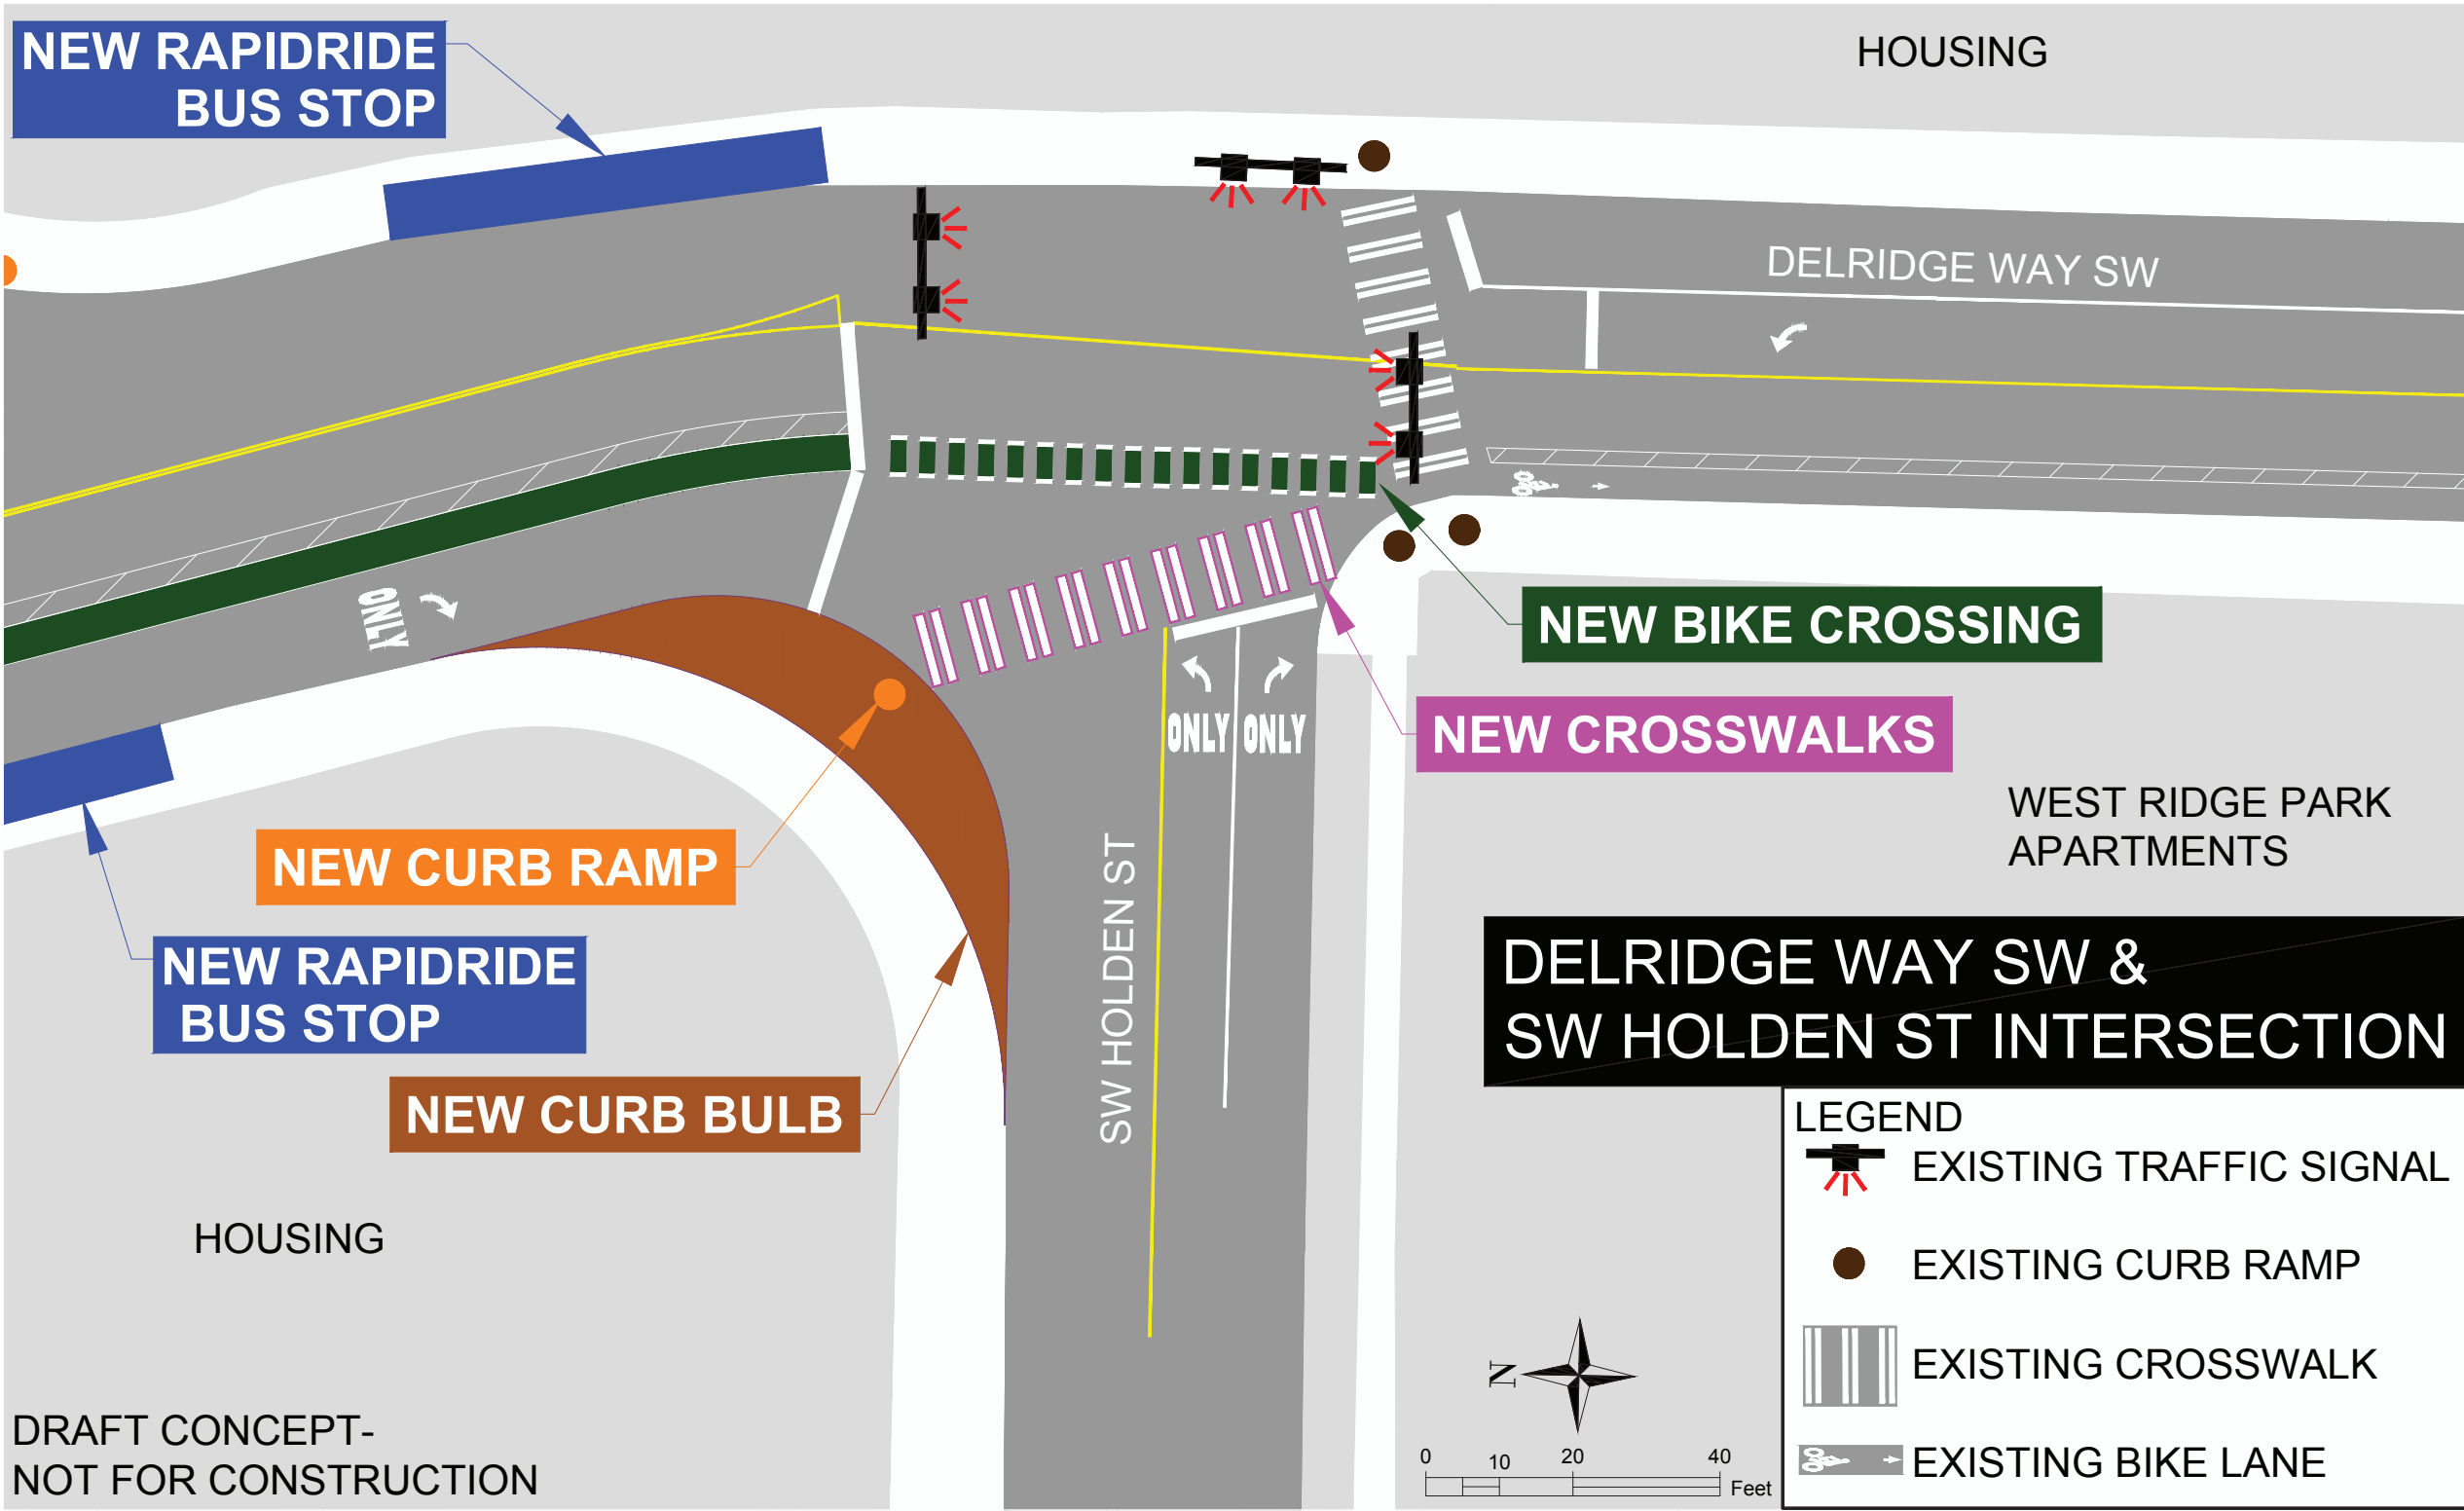 NEW RAPIDRIDE
BUS STOP
HOUSING
DELRIDGE WAY SW
ONLY
NEW BIKE CROSSING
NEW CROSSWALKS
ONLY ONLY
WEST RIDGE PARK
APARTMENTS
NEW CURB RAMP
SW HOLDEN ST
NEW RAPIDRIDE
BUS STOP
NEW CURB BULB
DELRIDGE WAY SW &
SW HOLDEN ST INTERSECTION
HOUSING
LEGEND
EXISTING TRAFFIC SIGNAL
EXISTING CURB RAMP
EXISTING CROSSWALK
EXISTING BIKE LANE
N
0 10 20 40
Feet
DRAFT CONCEPT-
NOT FOR CONSTRUCTION